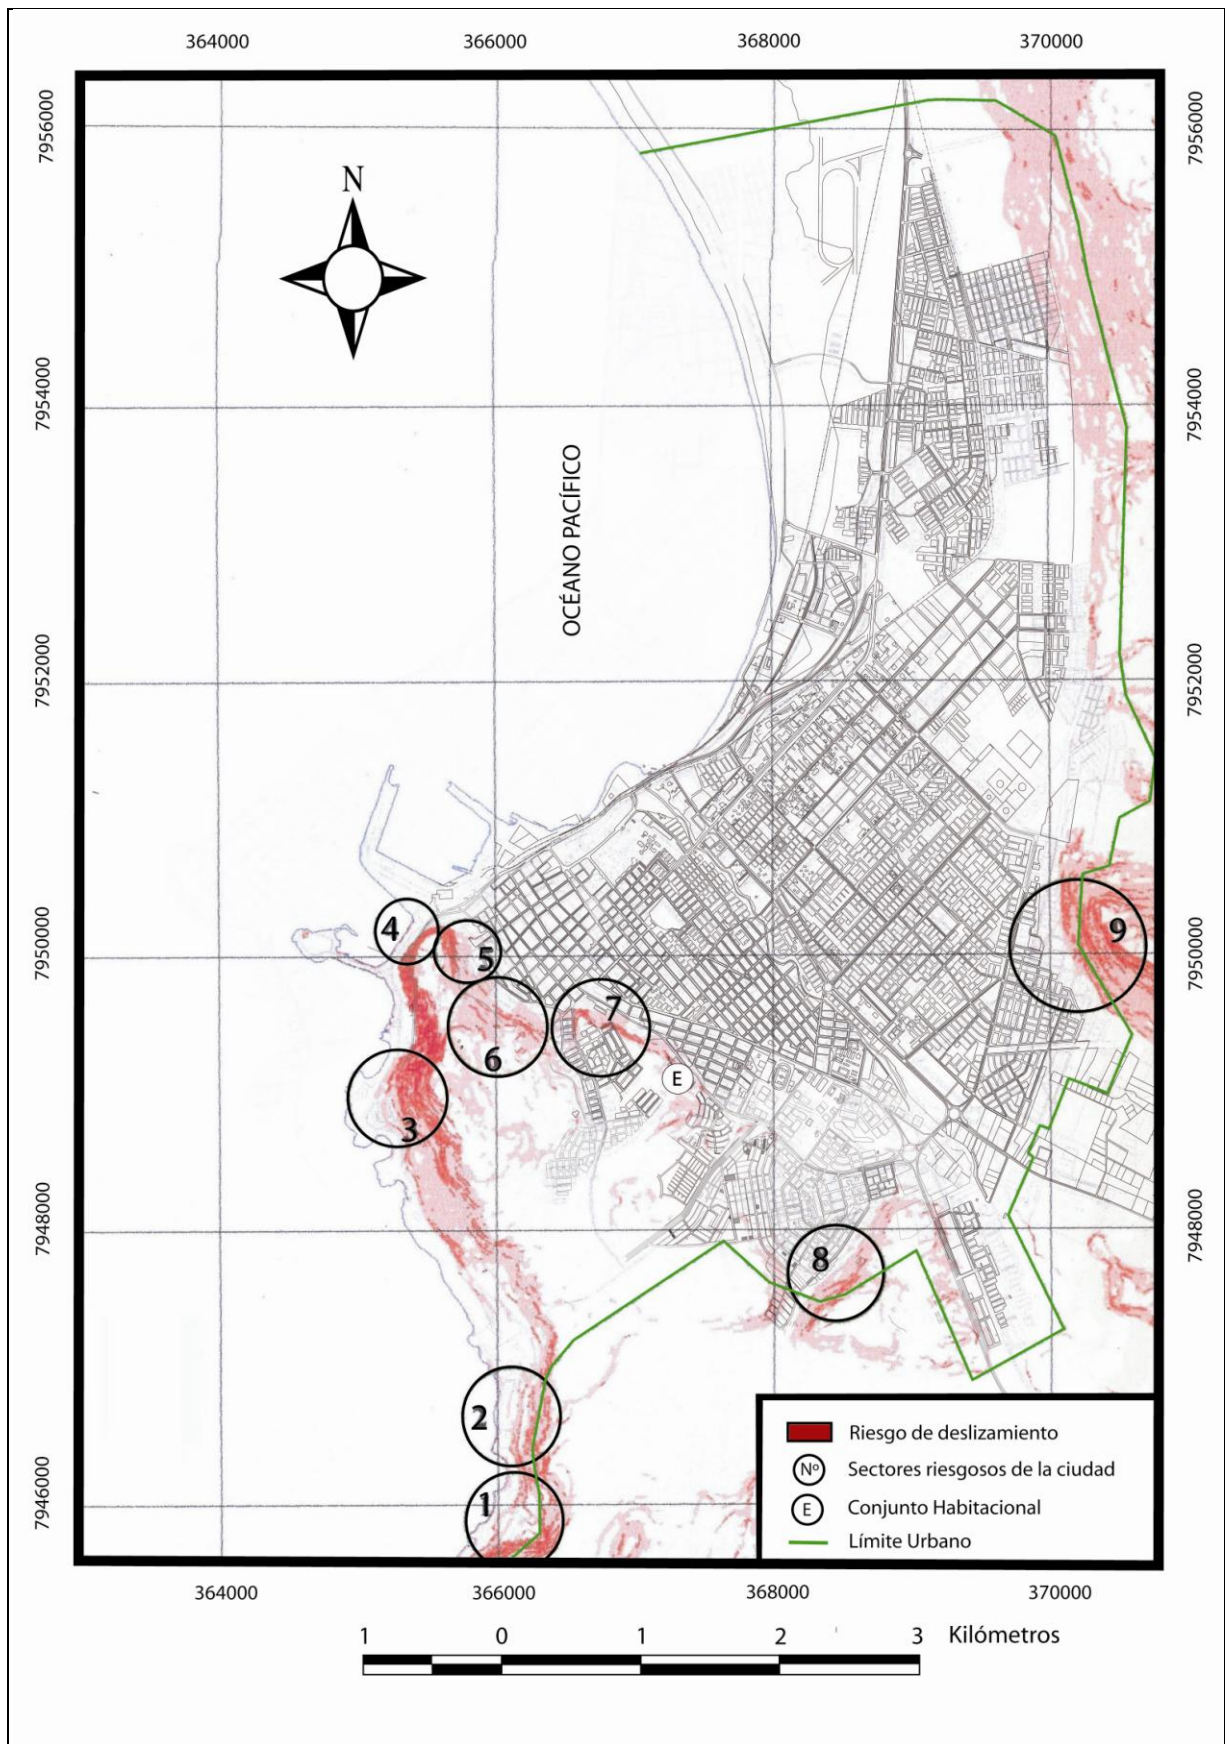 364000 366000 368000 370000
7956000
7956000
N
7954000
7954000
OCÉANO PACÍFICO
7952000
7952000
7950000
7950000
4
5
9
7
6
E
3
7948000
7948000
8
2
1
7946000
Riesgo de deslizamiento
Nº Sectores riesgosos de la ciudad
E Conjunto Habitacional
Límite Urbano
364000 366000 368000 370000
1 0 1 2 3 Kilómetros